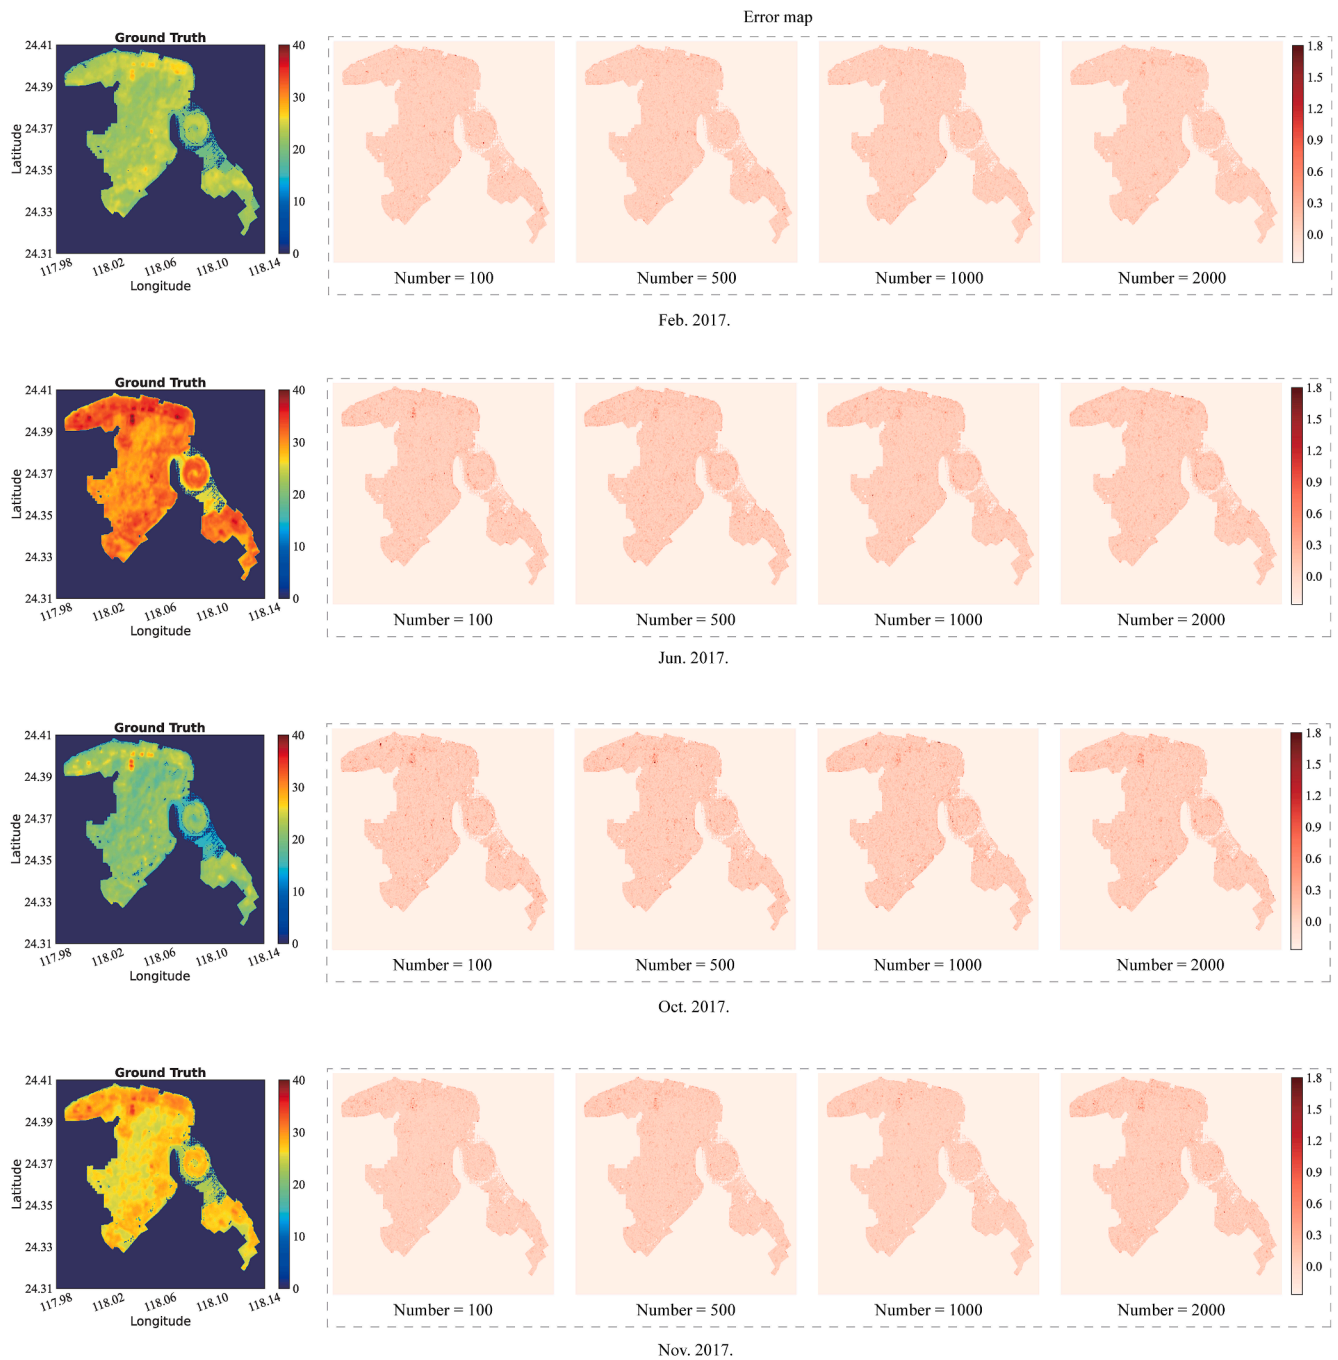 Error map
Ground Truth
24.41
24.39
24.37
24.35
24.33
24.31
Latitude
117.98 118.02 118.06 118.10 118.14
Longitude
40
30
20
10
0
Number = 100 Number = 500 Number = 1000 Number = 2000
1.8
1.5
1.2
0.9
0.6
0.3
0.0
Feb. 2017.
Ground Truth
24.41
24.39
24.37
24.35
24.33
24.31
Latitude
117.98 118.02 118.06 118.10 118.14
Longitude
40
30
20
10
0
Number = 100 Number = 500 Number = 1000 Number = 2000
1.8
1.5
1.2
0.9
0.6
0.3
0.0
Jun. 2017.
Ground Truth
24.41
24.39
24.37
24.35
24.33
24.31
Latitude
117.98 118.02 118.06 118.10 118.14
Longitude
40
30
20
10
0
Number = 100 Number = 500 Number = 1000 Number = 2000
1.8
1.5
1.2
0.9
0.6
0.3
0.0
Oct. 2017.
Ground Truth
24.41
24.39
24.37
24.35
24.33
24.31
Latitude
117.98 118.02 118.06 118.10 118.14
Longitude
40
30
20
10
0
Number = 100 Number = 500 Number = 1000 Number = 2000
1.8
1.5
1.2
0.9
0.6
0.3
0.0
Nov. 2017.